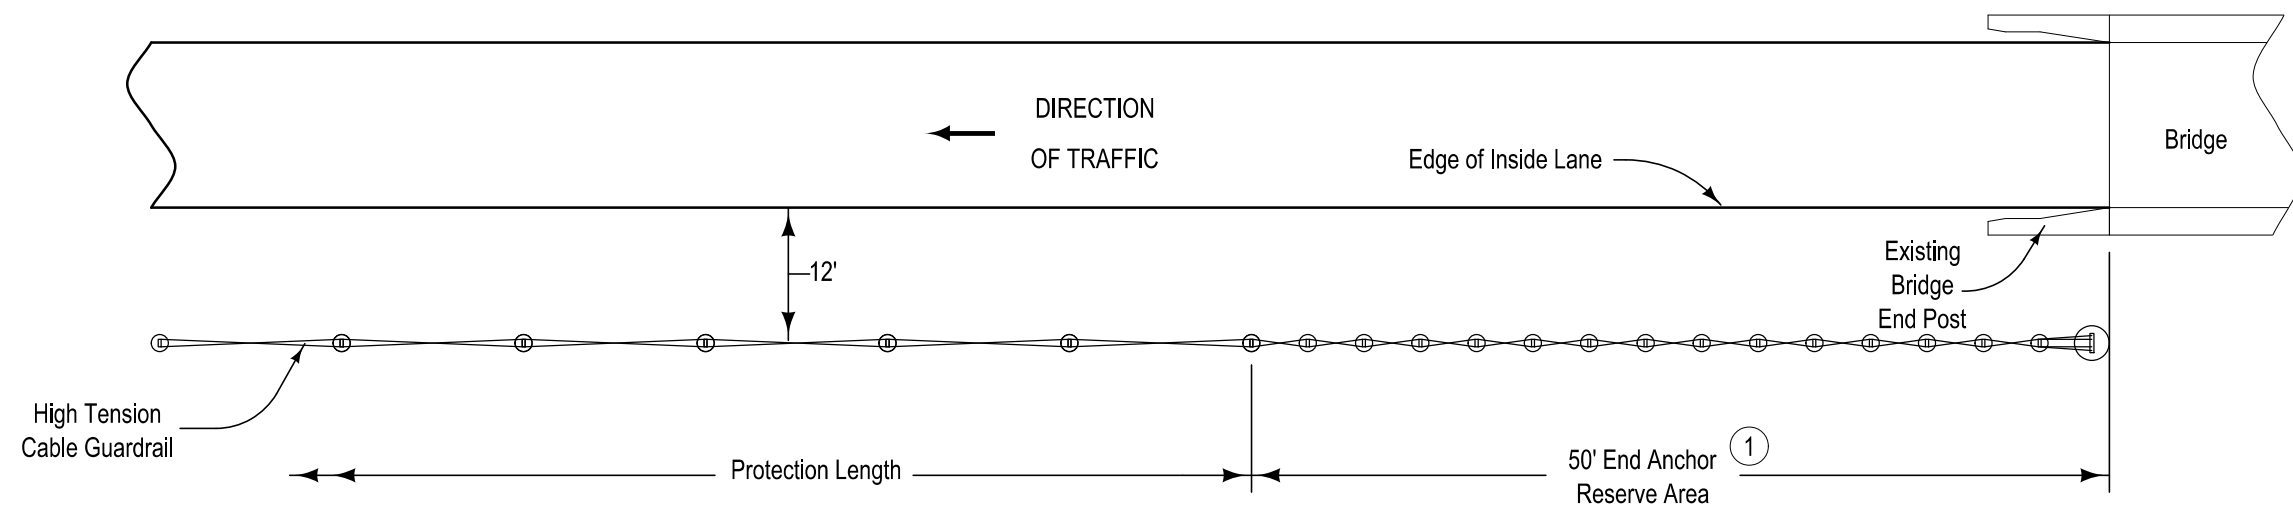 DIRECTION
OF TRAFFIC
Edge of Inside Lane
Bridge
12'
Existing
Bridge
End Post
High Tension
Cable Guardrail
Protection Length
50' End Anchor
Reserve Area
1